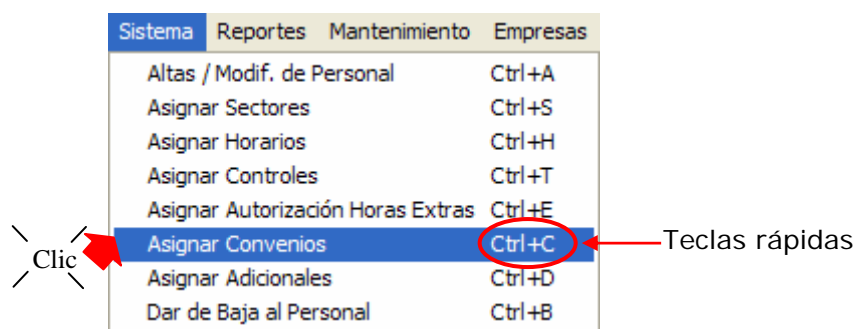 Sistema Reportes Mantenimiento Empresas
Altas / Modif. de Personal Ctrl+A
Asignar Sectores Ctrl+S
Asignar Horarios Ctrl+H
Asignar Controles Ctrl+T
Asignar Autorización Horas Extras Ctrl+E
Clic Asignar Convenios Ctrl+C Teclas rápidas
Asignar Adicionales Ctrl+D
Dar de Baja al Personal Ctrl+B